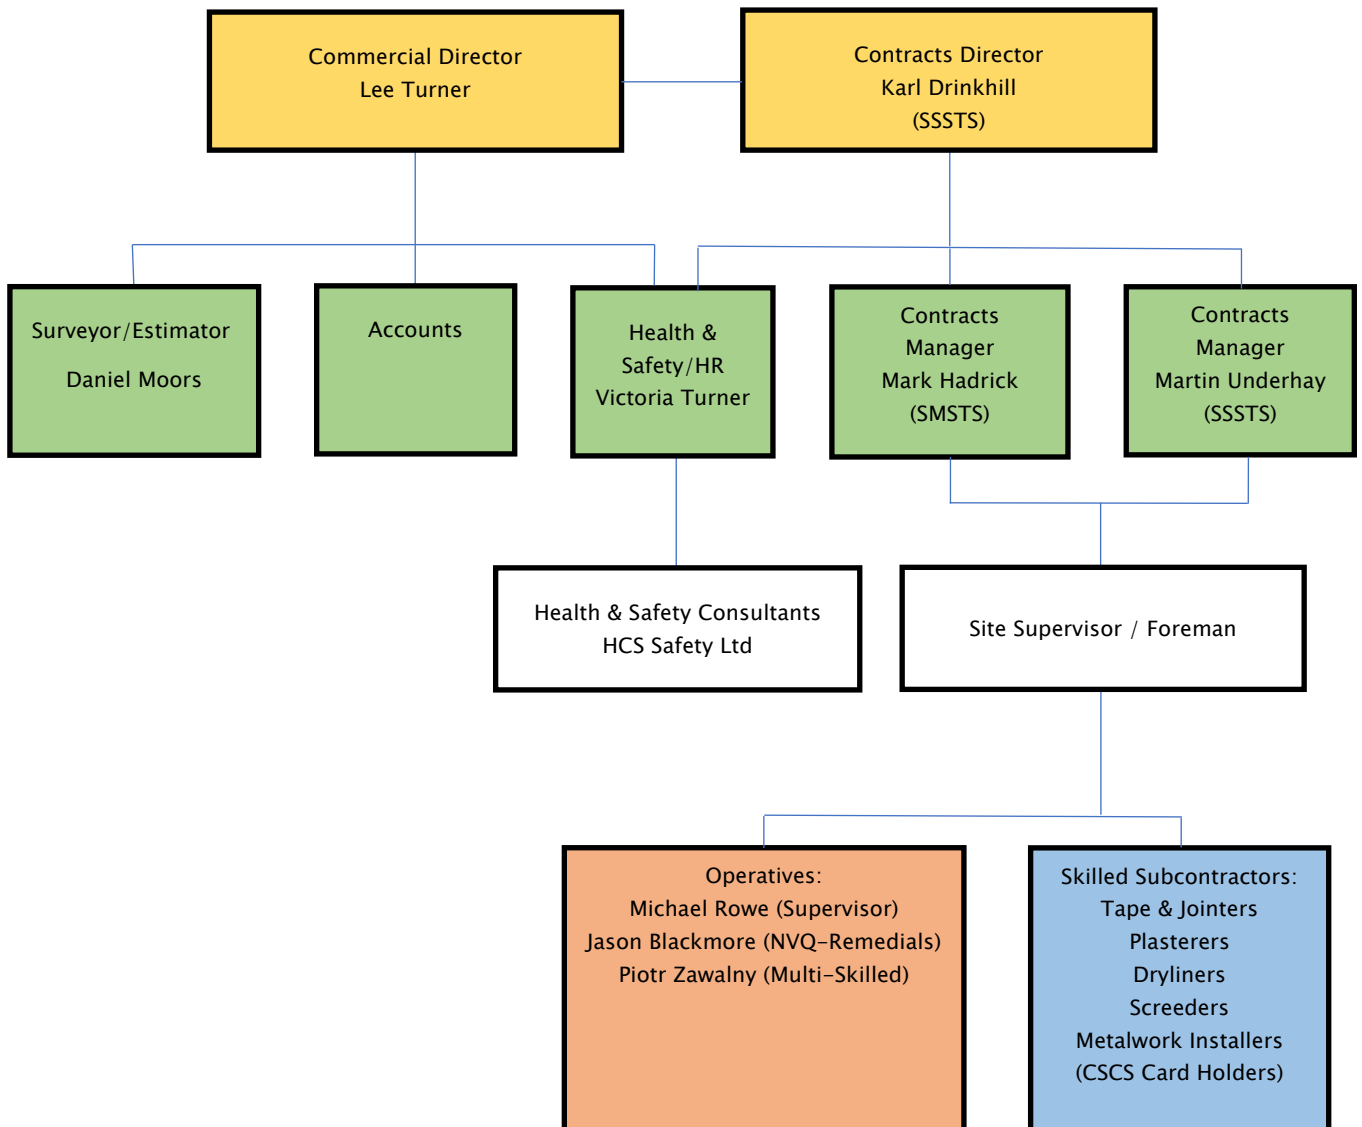 Commercial Director
Lee Turner
Contracts Director
Karl Drinkhill
(SSSTS)
Surveyor/Estimator
Daniel Moors
Accounts
Health &
Safety/HR
Victoria Turner
Contracts
Manager
Mark Hadrick
(SMSTS)
Contracts
Manager
Martin Underhay
(SSSTS)
Health & Safety Consultants
HCS Safety Ltd
Site Supervisor / Foreman
Operatives:
Michael Rowe (Supervisor)
Jason Blackmore (NVQ-Remedials)
Piotr Zawalny (Multi-Skilled)
Skilled Subcontractors:
Tape & Jointers
Plasterers
Dryliners
Screeders
Metalwork Installers
(CSCS Card Holders)